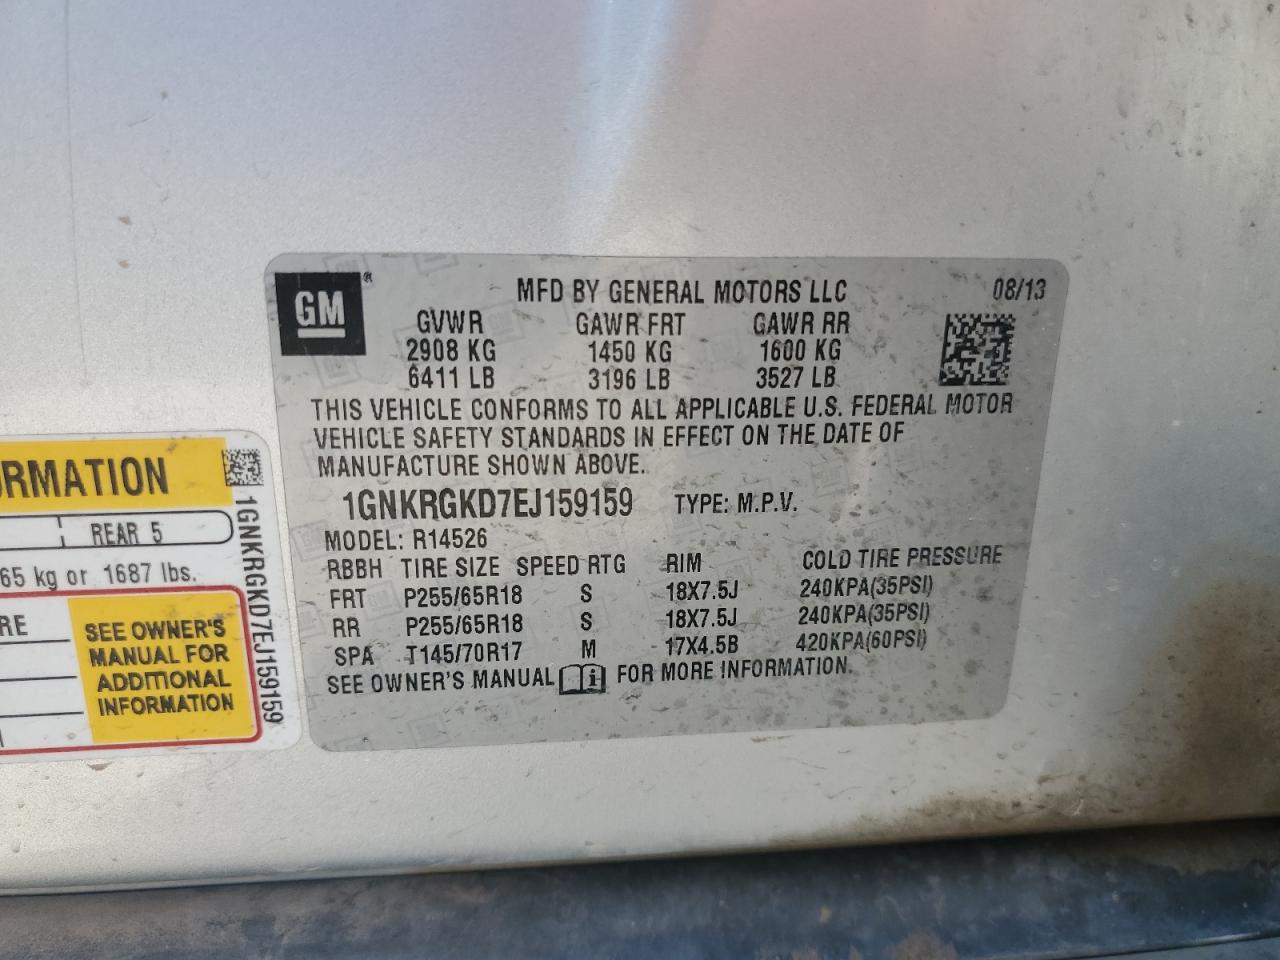 GM®
MFD BY GENERAL MOTORS LLC 08/13
GVWR GAWR FRT GAWR RR
2908 KG 1450 KG 1600 KG
6411 LB 3196 LB 3527 LB
THIS VEHICLE CONFORMS TO ALL APPLICABLE U.S. FEDERAL MOTOR
VEHICLE SAFETY STANDARDS IN EFFECT ON THE DATE OF
MANUFACTURE SHOWN ABOVE.
1GNKRGKD7EJ159159 TYPE: M.P.V.
MODEL: R14526
RBBH TIRE SIZE SPEED RTG RIM COLD TIRE PRESSURE
FRT P255/65R18 S 18X7.5J 240KPA(35PSI)
RR P255/65R18 S 18X7.5J 240KPA(35PSI)
SPA T145/70R17 M 17X4.5B 420KPA(60PSI)
SEE OWNER'S MANUAL i FOR MORE INFORMATION.
RMATION
REAR 5
65 kg or 1687 lbs.
RE
SEE OWNER'S
MANUAL FOR
ADDITIONAL
INFORMATION
1GNKRGKD7EJ159159